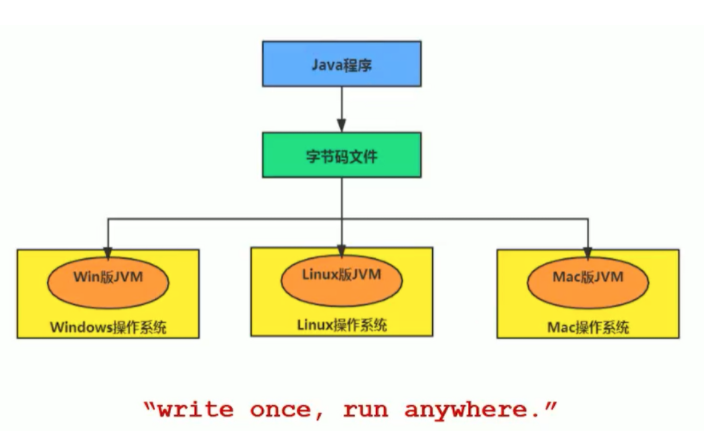 Java程序
字节码文件
Win版JVM
Windows操作系统
Linux版JVM
Linux操作系统
Mac版JVM
Mac操作系统
“write once, run anywhere.”